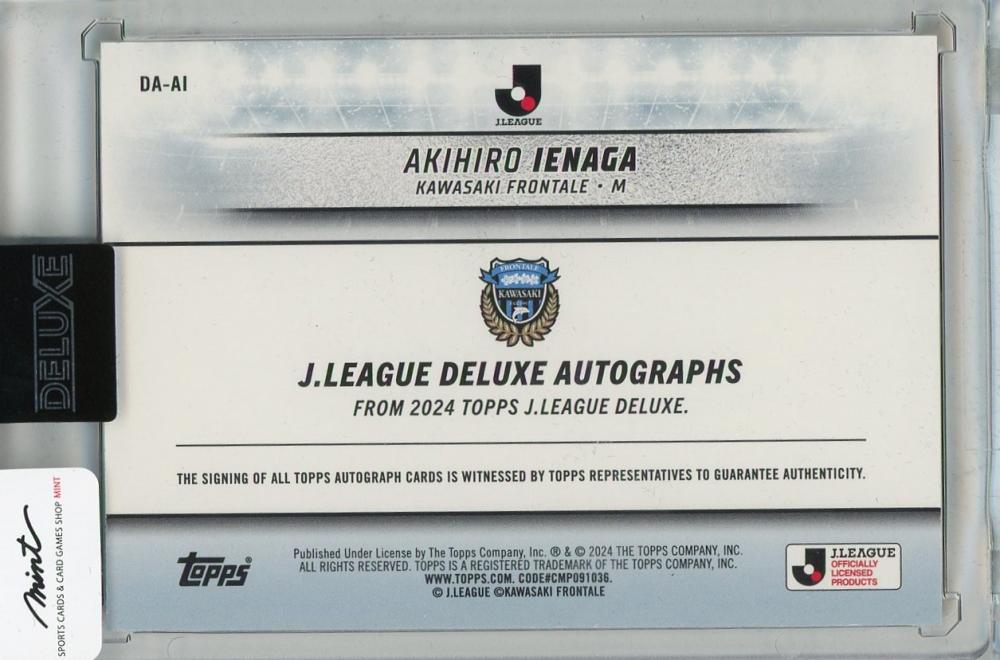 DA-AI
J.LEAGUE
AKIHIRO IENAGA
KAWASAKI FRONTALE • M
FRONTALE
KAWASAKI
DELUXE
J.LEAGUE DELUXE AUTOGRAPHS
FROM 2024 TOPPS J.LEAGUE DELUXE.
THE SIGNING OF ALL TOPPS AUTOGRAPH CARDS IS WITNESSED BY TOPPS REPRESENTATIVES TO GUARANTEE AUTHENTICITY.
mint
SPORTS CARDS & CARD GAMES SHOP MINT
topps®
Published Under License by The Topps Company, Inc. ® & © 2024 THE TOPPS COMPANY, INC.
ALL RIGHTS RESERVED. TOPPS IS A REGISTERED TRADEMARK OF THE TOPPS COMPANY, INC.
WWW.TOPPS.COM. CODE#CMP091036.
© J.LEAGUE ©KAWASAKI FRONTALE
J.LEAGUE
OFFICIALLY
LICENSED
PRODUCTS